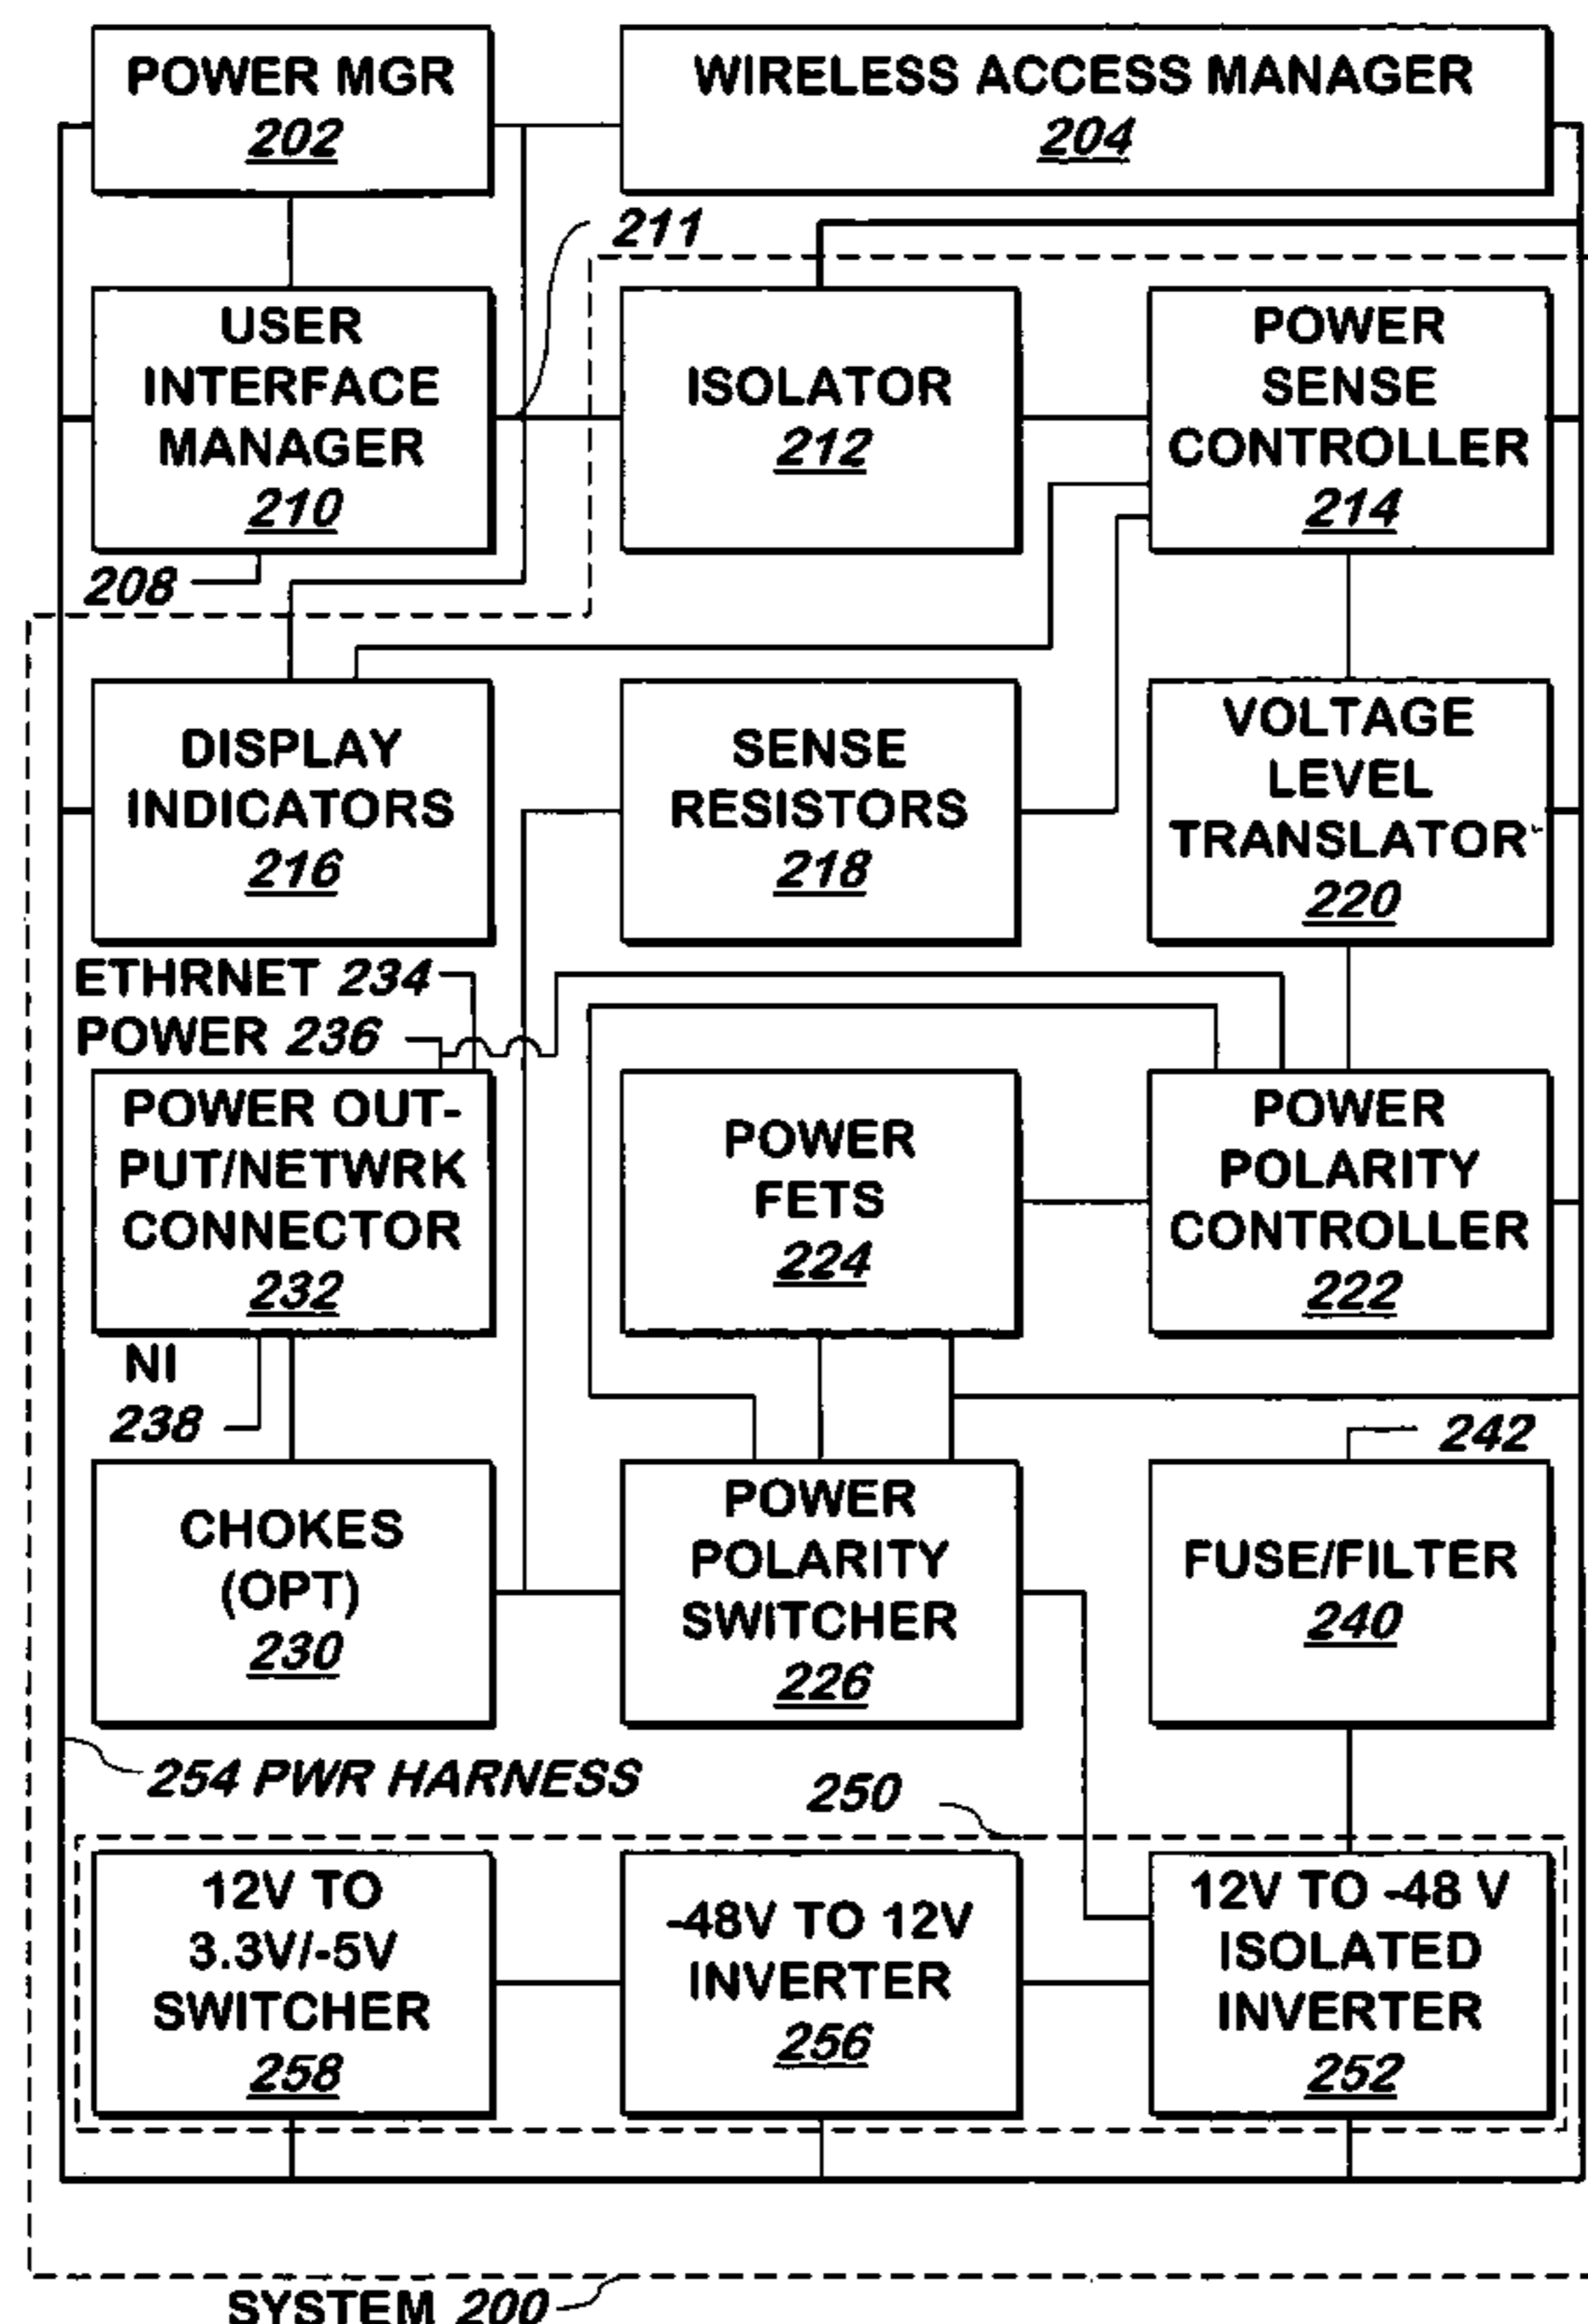 POWER MGR
202
WIRELESS ACCESS MANAGER
204
211
USER
INTERFACE
MANAGER
210
ISOLATOR
212
POWER
SENSE
CONTROLLER
214
208
DISPLAY
INDICATORS
216
SENSE
RESISTORS
218
VOLTAGE
LEVEL
TRANSLATOR
220
ETHRNET 234
POWER 236
POWER OUT-
PUT/NETWRK
CONNECTOR
232
POWER
FETS
224
POWER
POLARITY
CONTROLLER
222
NI
238
242
CHOKES
(OPT)
230
POWER
POLARITY
SWITCHER
226
FUSE/FILTER
240
254 PWR HARNESS
250
12V TO
3.3V/-5V
SWITCHER
258
-48V TO 12V
INVERTER
256
12V TO -48 V
ISOLATED
INVERTER
252
SYSTEM 200